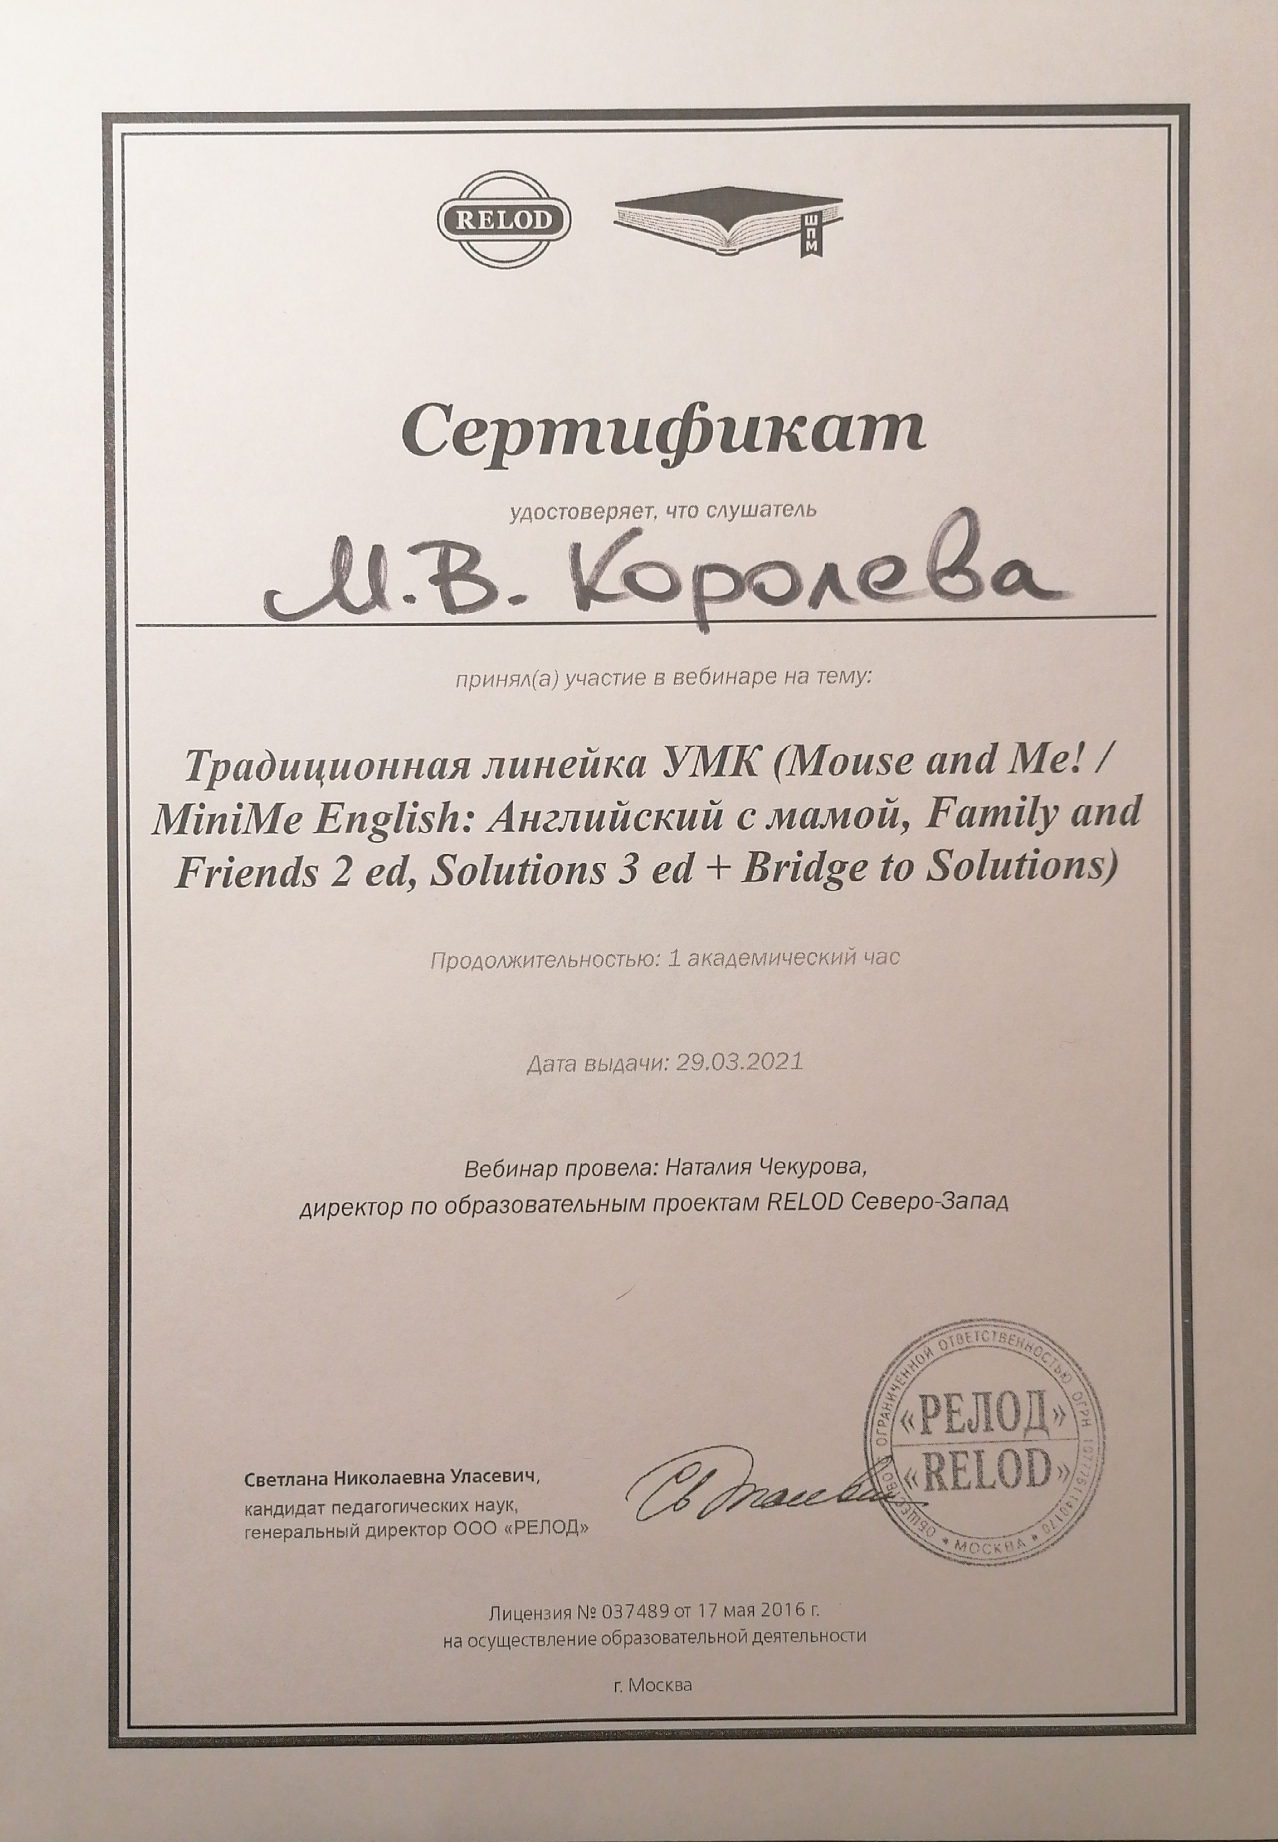 RELOD
ШПМ
Сертификат
удостоверяет, что слушатель
М.В. Королева
принял(а) участие в вебинаре на тему:
Традиционная линейка УМК (Mouse and Me! /
MiniMe English: Английский с мамой, Family and
Friends 2 ed, Solutions 3 ed + Bridge to Solutions)
Продолжительностью: 1 академический час
Дата выдачи: 29.03.2021
Вебинар провела: Наталия Чекурова,
директор по образовательным проектам RELOD Северо-Запад
Светлана Николаевна Уласевич,
кандидат педагогических наук,
генеральный директор ООО «РЕЛОД»
ОБЩЕСТВО С ОГРАНИЧЕННОЙ ОТВЕТСТВЕННОСТЬЮ ОГРН
«РЕЛОД»
«RELOD»
* МОСКВА *
Лицензия № 037489 от 17 мая 2016 г.
на осуществление образовательной деятельности
г. Москва